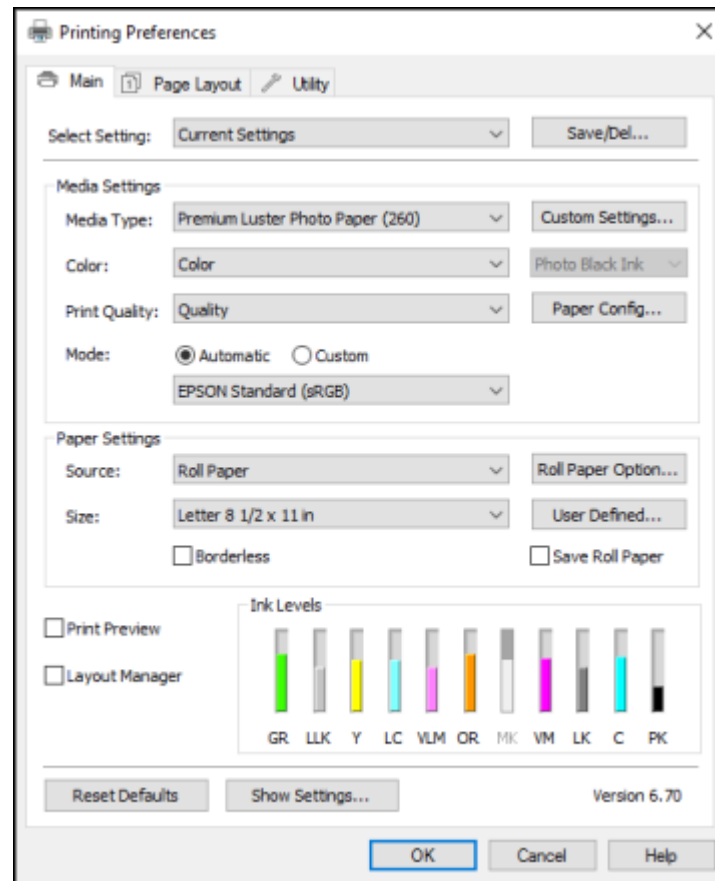 Printing Preferences
Main
Page Layout
Utility
Select Setting: Current Settings Save/Del...
Media Settings
Media Type: Premium Luster Photo Paper (260) Custom Settings...
Color: Color Photo Black Ink
Print Quality: Quality Paper Config...
Mode: Automatic Custom
EPSON Standard (sRGB)
Paper Settings
Source: Roll Paper Roll Paper Option...
Size: Letter 8 1/2 x 11 in User Defined...
Borderless Save Roll Paper
Print Preview
Layout Manager
Ink Levels
GR LLK Y LC VLM OR MK VM LK C PK
Reset Defaults Show Settings... Version 6.70
OK Cancel Help